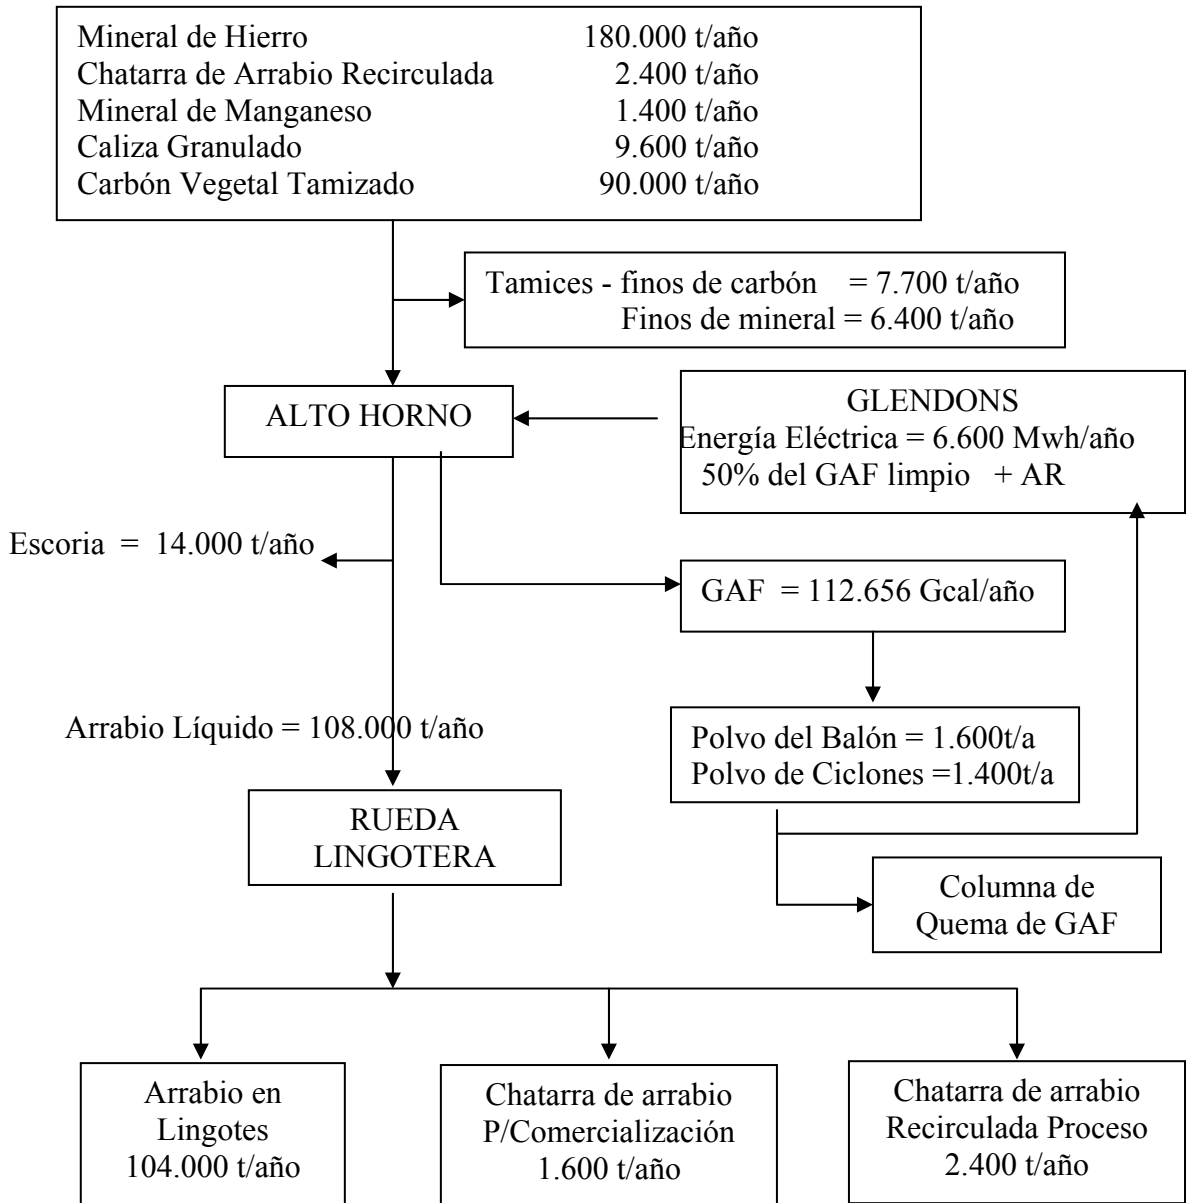 Mineral de Hierro 180.000 t/año
Chatarra de Arrabio Recirculada 2.400 t/año
Mineral de Manganeso 1.400 t/año
Caliza Granulado 9.600 t/año
Carbón Vegetal Tamizado 90.000 t/año
Tamices - finos de carbón = 7.700 t/año
Finos de mineral = 6.400 t/año
ALTO HORNO
GLENDONS
Energía Eléctrica = 6.600 Mwh/año
50% del GAF limpio + AR
Escoria = 14.000 t/año
GAF = 112.656 Gcal/año
Arrabio Líquido = 108.000 t/año
Polvo del Balón = 1.600t/a
Polvo de Ciclones =1.400t/a
RUEDA
LINGOTERA
Columna de
Quema de GAF
Arrabio en
Lingotes
104.000 t/año
Chatarra de arrabio
P/Comercialización
1.600 t/año
Chatarra de arrabio
Recirculada Proceso
2.400 t/año